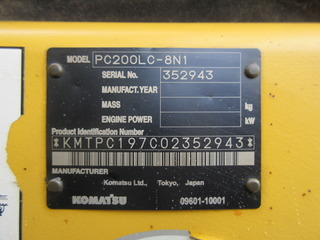 MODEL PC200LC-8N1
SERIAL No. 352943
MANUFACT.YEAR
MASS kg
ENGINE POWER kW
Product Identification Number
*KMTPC197C02352943*
MANUFACTURER
Komatsu Ltd., Tokyo, Japan
KOMATSU 09601-10001